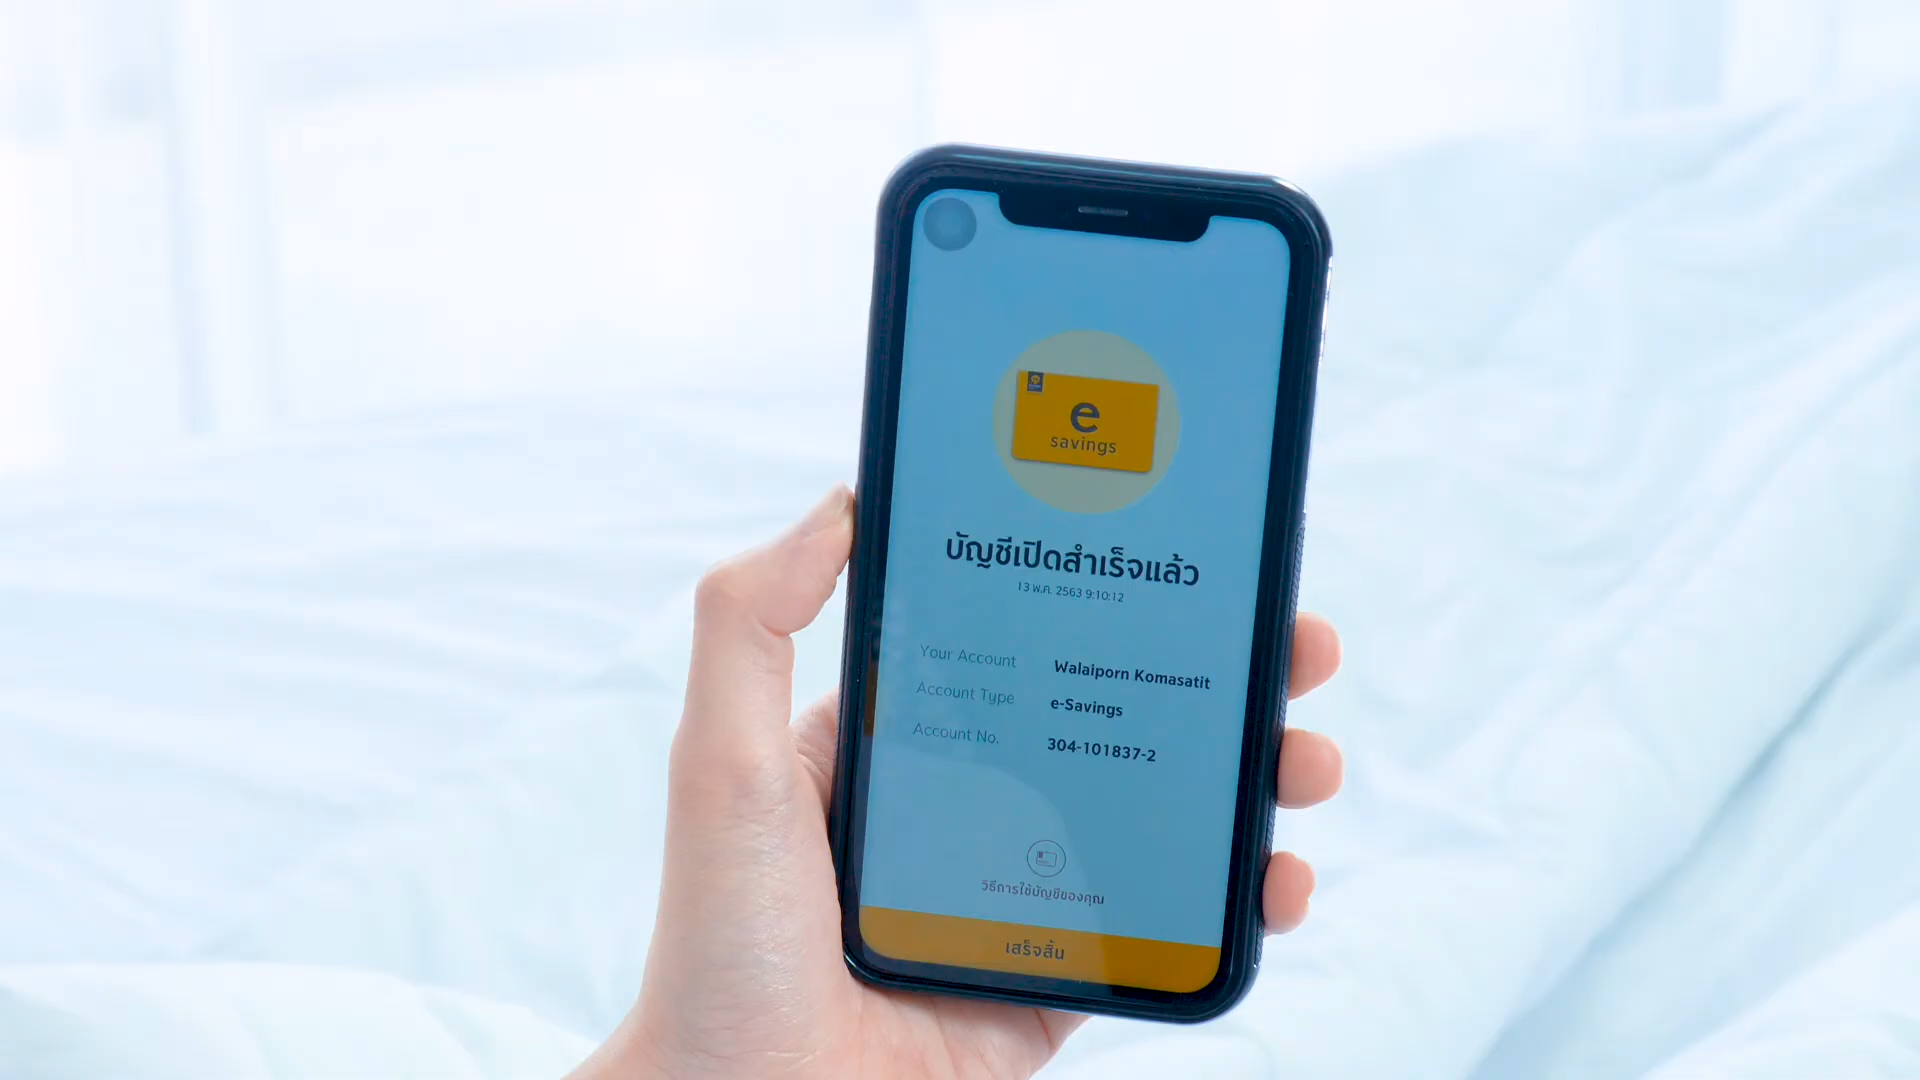 e
savings
บัญชีเปิดสำเร็จแล้ว
13 พ.ค. 2563 9:10:12
Your Account Walaiporn Komasatit
Account Type e-Savings
Account No. 304-101837-2
วิธีการใช้บัญชีของคุณ
เสร็จสิ้น